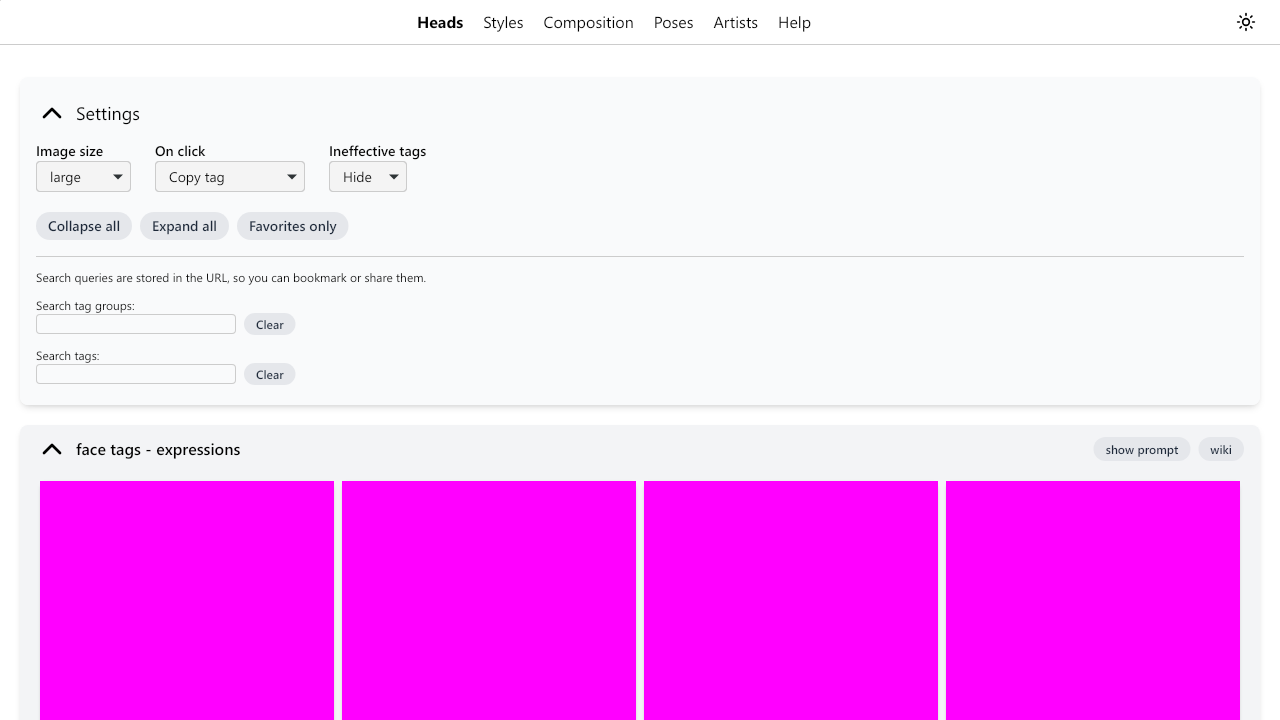 Heads Styles Composition Poses Artists Help
Settings
Image size On click Ineffective tags
large Copy tag Hide
Collapse all Expand all Favorites only
Search queries are stored in the URL, so you can bookmark or share them.
Search tag groups:
Clear
Search tags:
Clear
face tags - expressions show prompt wiki